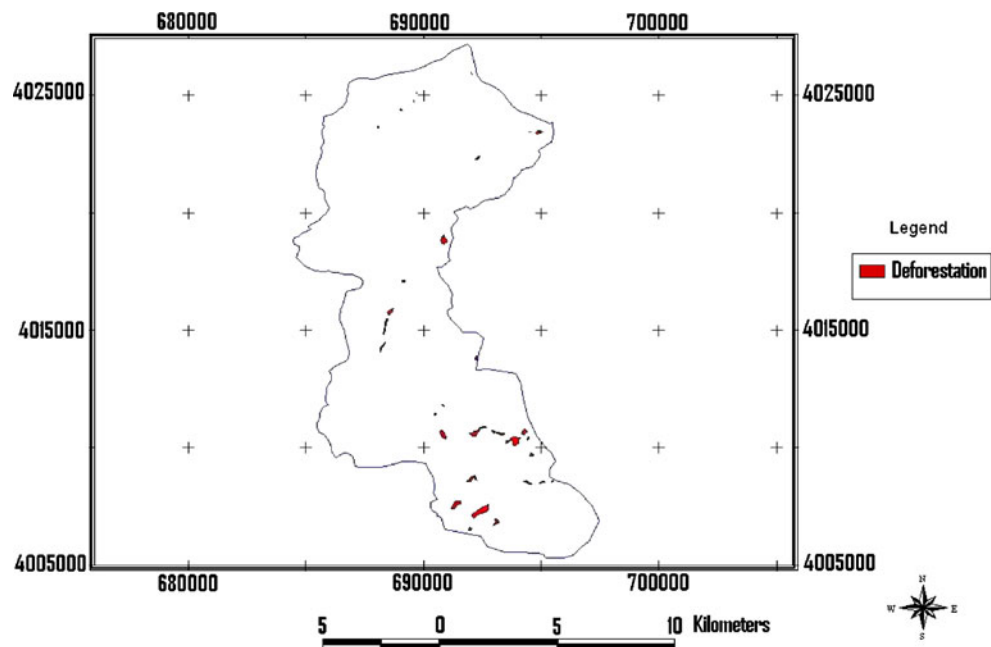 680000 690000 700000
4025000 4025000
Legend
Deforestation
4015000 4015000
4005000 4005000
680000 690000 700000
N
W E
S
5 0 5 10 Kilometers